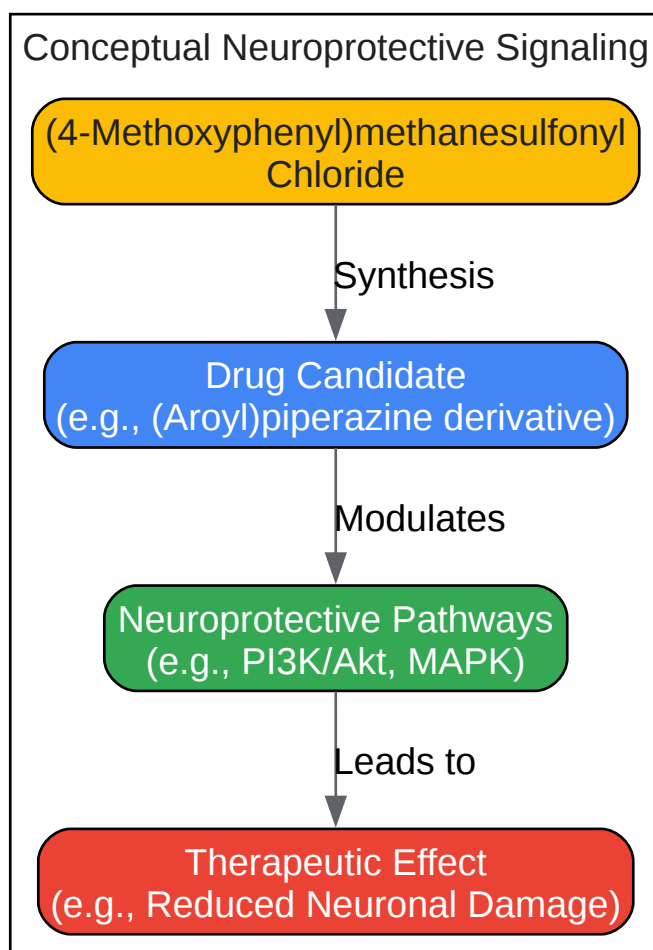 Conceptual Neuroprotective Signaling
(4-Methoxyphenyl)methanesulfonyl
Chloride
Synthesis
Drug Candidate
(e.g., (Aroyl)piperazine derivative)
Modulates
Neuroprotective Pathways
(e.g., PI3K/Akt, MAPK)
Leads to
Therapeutic Effect
(e.g., Reduced Neuronal Damage)